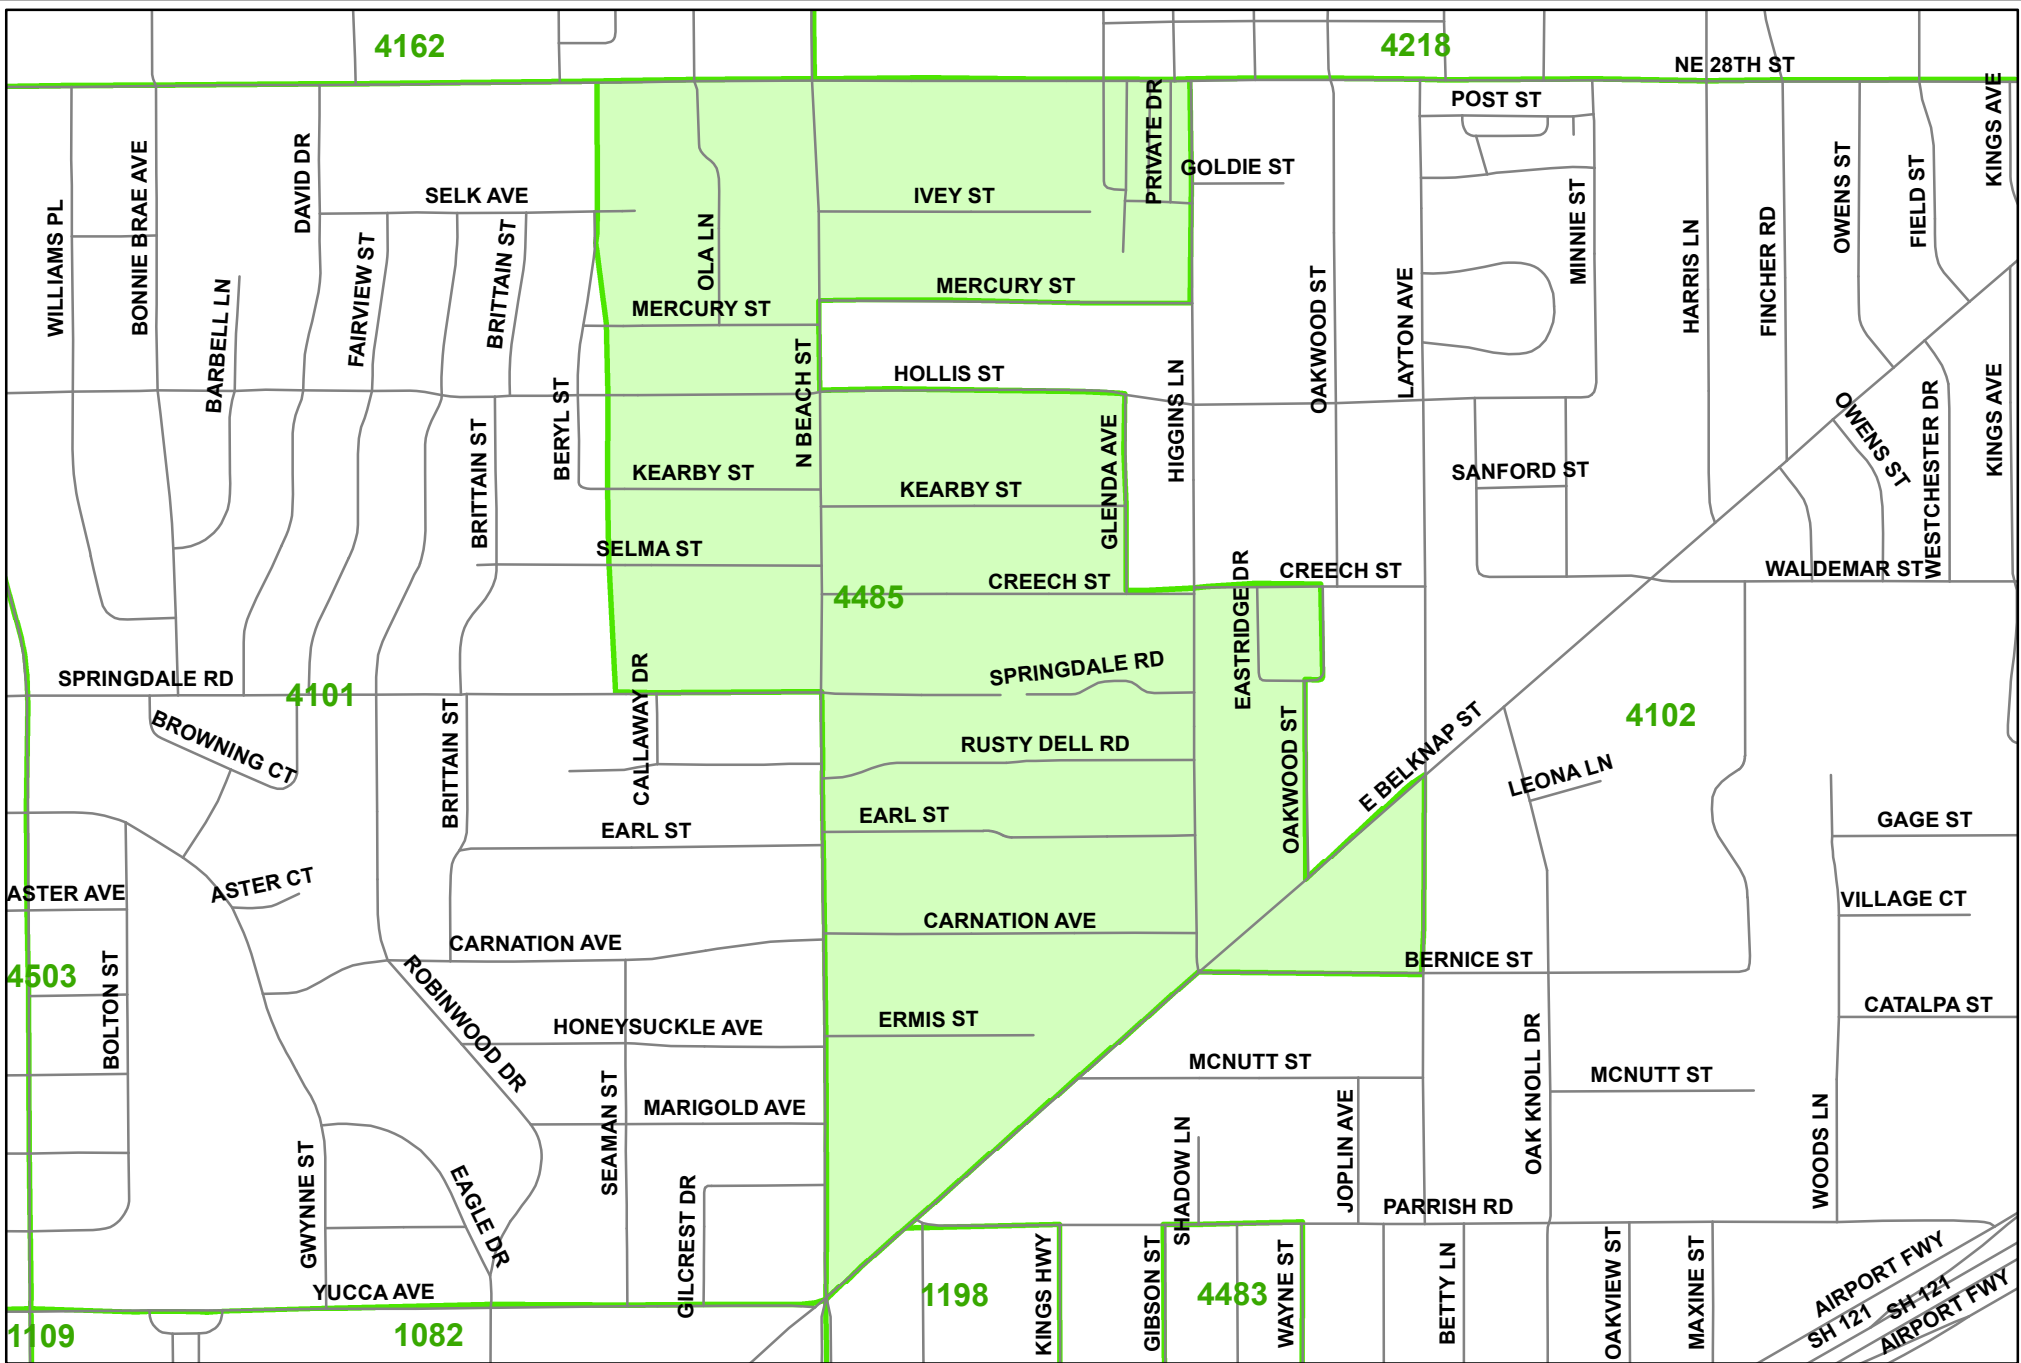 4162
4218
NE 28TH ST
POST ST
KINGS AVE
PRIVATE DR
GOLDIE ST
DAVID DR
BONNIE BRAE AVE
WILLIAMS PL
SELK AVE
IVEY ST
MINNIE ST
OWENS ST
FIELD ST
FAIRVIEW ST
BRITTAIN ST
OLA LN
HARRIS LN
FINCHER RD
BARBELL LN
MERCURY ST
MERCURY ST
OAKWOOD ST
LAYTON AVE
HOLLIS ST
N BEACH ST
BERYL ST
HIGGINS LN
GLENDA AVE
OWENS ST
WESTCHESTER DR
KINGS AVE
BRITTAIN ST
KEARBY ST
KEARBY ST
SANFORD ST
SELMA ST
CREECH ST
CREECH ST
WALDEMAR ST
4485
EASTRIDGE DR
SPRINGDALE RD
SPRINGDALE RD
4101
4102
BROWNING CT
BRITTAIN ST
CALLAWAY DR
RUSTY DELL RD
OAKWOOD ST
E BELKNAP ST
LEONA LN
EARL ST
EARL ST
GAGE ST
ASTER AVE
ASTER CT
VILLAGE CT
CARNATION AVE
CARNATION AVE
BERNICE ST
4503
BOLTON ST
ROBINWOOD DR
HONEYSUCKLE AVE
ERMIS ST
CATALPA ST
MCNUTT ST
MCNUTT ST
OAK KNOLL DR
SEAMAN ST
MARIGOLD AVE
SHADOW LN
JOPLIN AVE
WOODS LN
GWYNNE ST
EAGLE DR
GILCREST DR
PARRISH RD
KINGS HWY
GIBSON ST
WAYNE ST
BETTY LN
OAKVIEW ST
MAXINE ST
AIRPORT FWY
SH 121
SH 121
AIRPORT FWY
YUCCA AVE
1198
4483
1109
1082